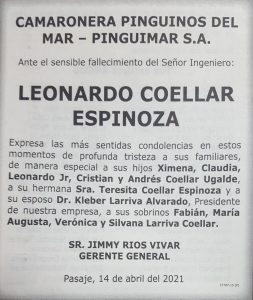 CAMARONERA PINGUINOS DEL
MAR – PINGUIMAR S.A.
Ante el sensible fallecimiento del Señor Ingeniero:
LEONARDO COELLAR
ESPINOZA
Expresa las más sentidas condolencias en estos
momentos de profunda tristeza a sus familiares,
de manera especial a sus hijos Ximena, Claudia,
Leonardo Jr, Cristian y Andrés Coellar Ugalde,
a su hermana Sra. Teresita Coellar Espinoza y a
su esposo Dr. Kleber Larriva Alvarado, Presidente
de nuestra empresa, a sus sobrinos Fabián, María
Augusta, Verónica y Silvana Larriva Coellar.
SR. JIMMY RIOS VIVAR
GERENTE GENERAL
Pasaje, 14 de abril del 2021